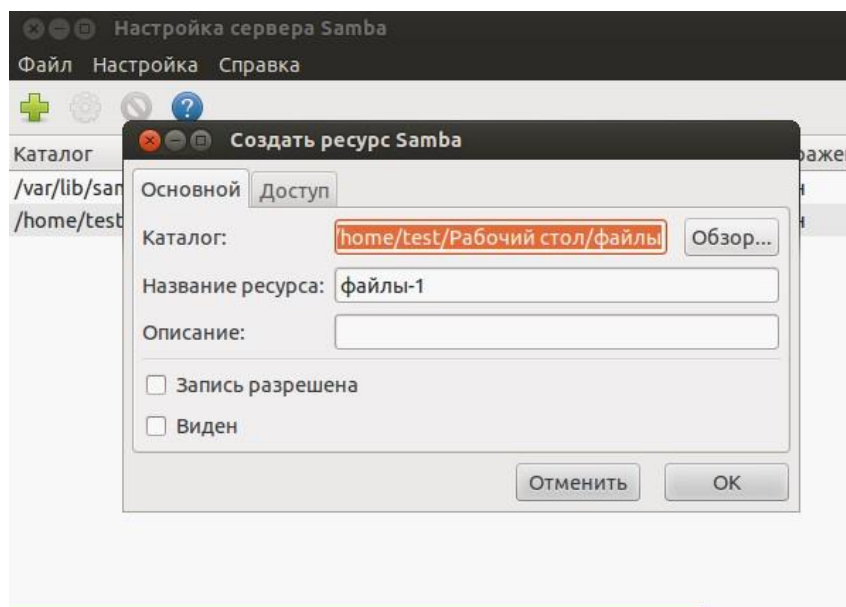 Настройка сервера Samba
Файл Настройка Справка
Каталог
/var/lib/sam
/home/test
Создать ресурс Samba
Основной Доступ
Каталог: /home/test/Рабочий стол/файлы Обзор...
Название ресурса: файлы-1
Описание:
Запись разрешена
Виден
Отменить OK